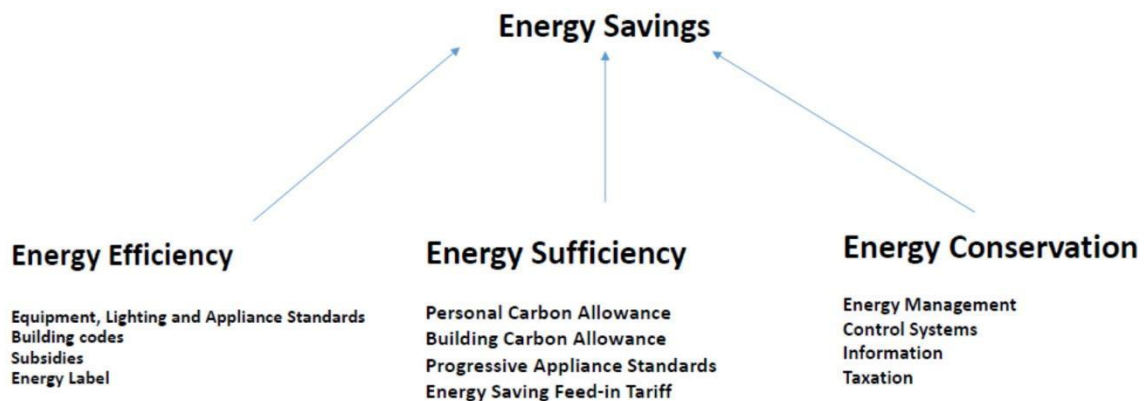 Energy Savings
Energy Efficiency
Equipment, Lighting and Appliance Standards
Building codes
Subsidies
Energy Label
Energy Sufficiency
Personal Carbon Allowance
Building Carbon Allowance
Progressive Appliance Standards
Energy Saving Feed-in Tariff
Energy Conservation
Energy Management
Control Systems
Information
Taxation